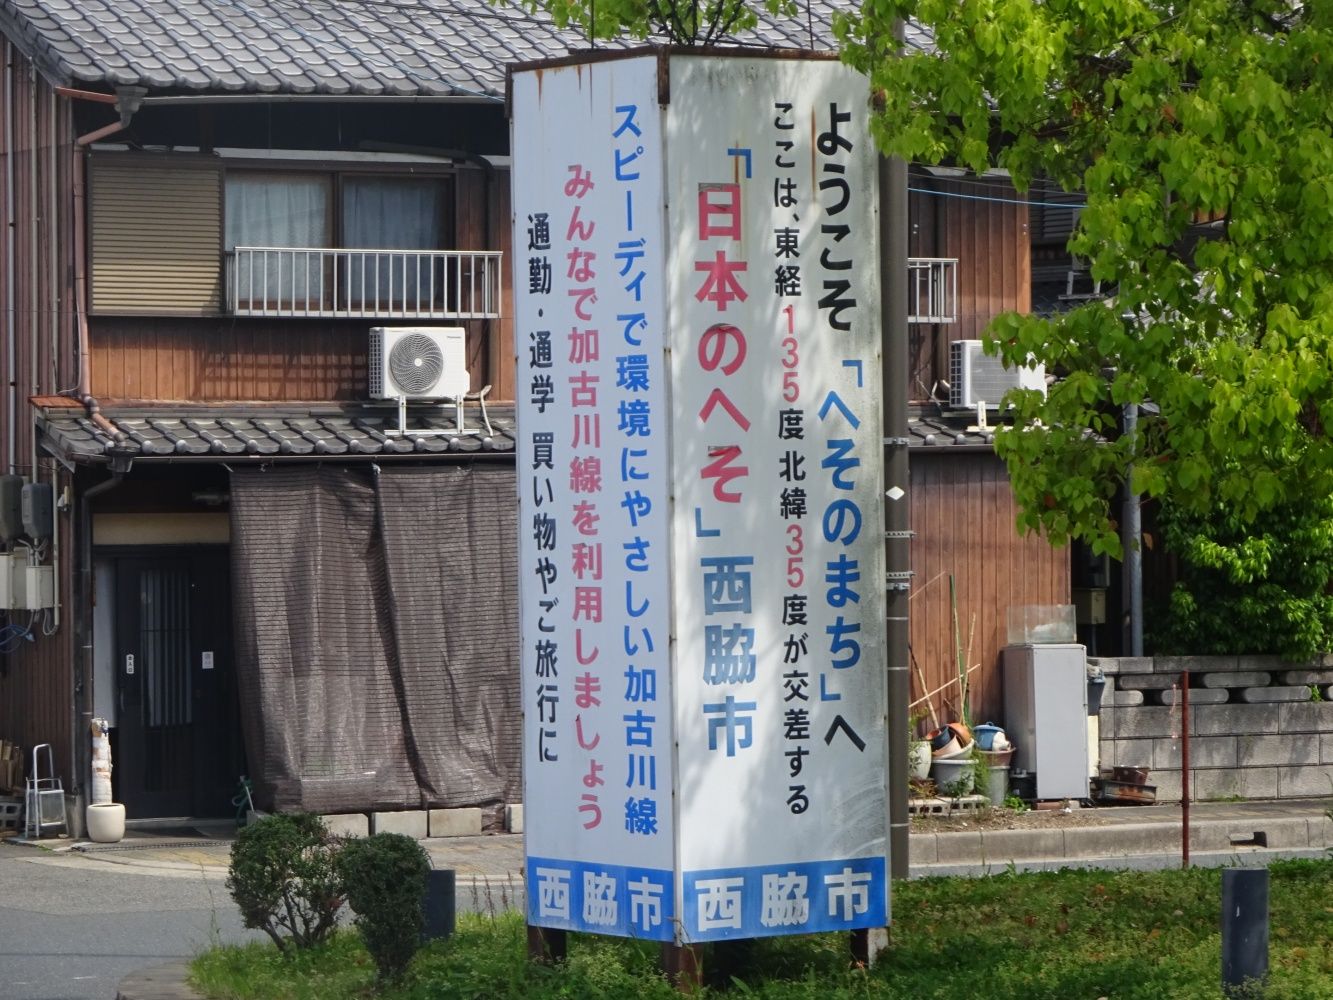 ようこそ「へそのまち」へ
ここは、東経135度北緯35度が交差する
「日本のへそ」西脇市
西脇市
スピーディで環境にやさしい加古川線
みんなで加古川線を利用しましょう
通勤・通学 買い物やご旅行に
西脇市